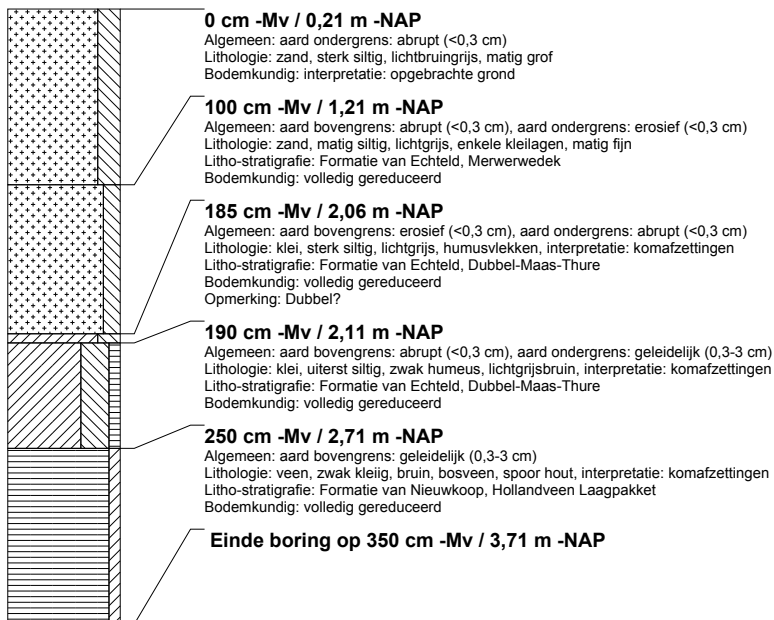 0 cm -Mv / 0,21 m -NAP
Algemeen: aard ondergrens: abrupt (<0,3 cm)
Lithologie: zand, sterk siltig, lichtbruingrijs, matig grof
Bodemkundig: interpretatie: opgebrachte grond
100 cm -Mv / 1,21 m -NAP
Algemeen: aard bovengrens: abrupt (<0,3 cm), aard ondergrens: erosief (<0,3 cm)
Lithologie: zand, matig siltig, lichtgrijs, enkele kleilagen, matig fijn
Litho-stratigrafie: Formatie van Echteld, Merwerwedek
Bodemkundig: volledig gereduceerd
185 cm -Mv / 2,06 m -NAP
Algemeen: aard bovengrens: erosief (<0,3 cm), aard ondergrens: abrupt (<0,3 cm)
Lithologie: klei, sterk siltig, lichtgrijs, humusvlekken, interpretatie: komafzettingen
Litho-stratigrafie: Formatie van Echteld, Dubbel-Maas-Thure
Bodemkundig: volledig gereduceerd
Opmerking: Dubbel?
190 cm -Mv / 2,11 m -NAP
Algemeen: aard bovengrens: abrupt (<0,3 cm), aard ondergrens: geleidelijk (0,3-3 cm)
Lithologie: klei, uiterst siltig, zwak humeus, lichtgrijsbruin, interpretatie: komafzettingen
Litho-stratigrafie: Formatie van Echteld, Dubbel-Maas-Thure
Bodemkundig: volledig gereduceerd
250 cm -Mv / 2,71 m -NAP
Algemeen: aard bovengrens: geleidelijk (0,3-3 cm)
Lithologie: veen, zwak kleiig, bruin, bosveen, spoor hout, interpretatie: komafzettingen
Litho-stratigrafie: Formatie van Nieuwkoop, Hollandveen Laagpakket
Bodemkundig: volledig gereduceerd
Einde boring op 350 cm -Mv / 3,71 m -NAP